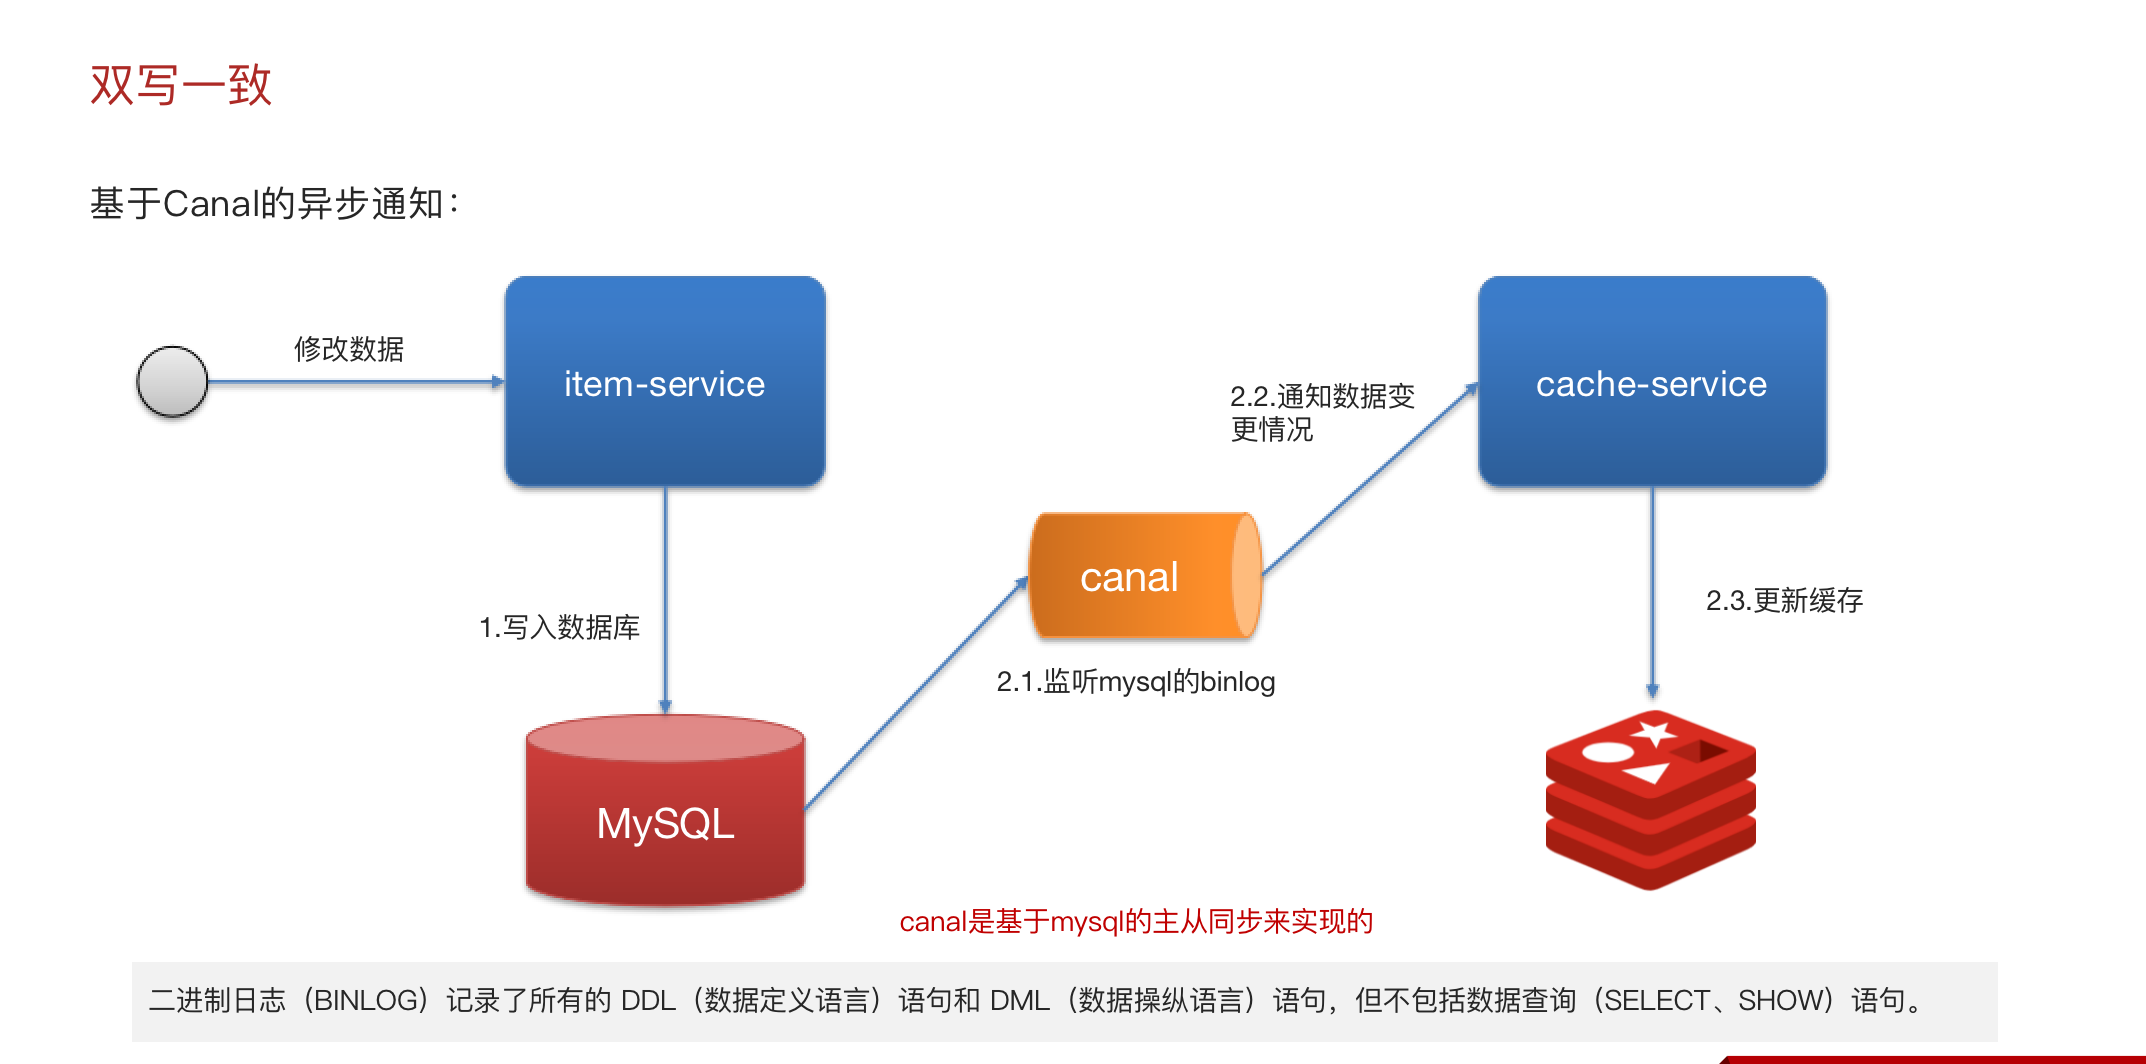 双写一致
基于Canal的异步通知：
修改数据
item-service
cache-service
2.2.通知数据变
更情况
canal
1.写入数据库
2.3.更新缓存
2.1.监听mysql的binlog
MySQL
canal是基于mysql的主从同步来实现的
二进制日志（BINLOG）记录了所有的 DDL（数据定义语言）语句和 DML（数据操纵语言）语句，但不包括数据查询（SELECT、SHOW）语句。